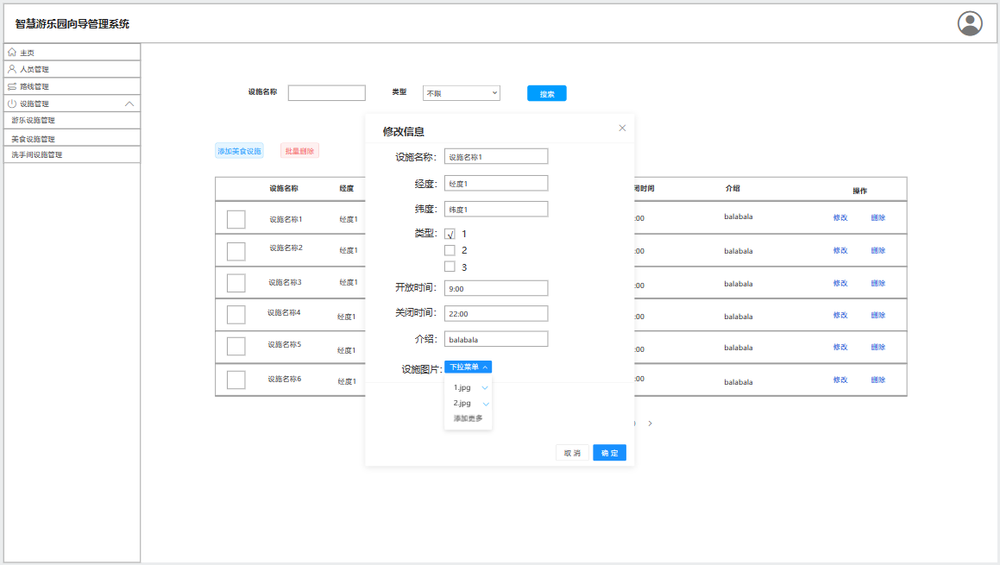 智慧游乐园向导管理系统
主页
人员管理
路线管理
设施管理
游乐设施管理
美食设施管理
洗手间设施管理
设施名称 类型 不限 搜索
添加美食设施 批量删除
设施名称 经度 闭时间 介绍 操作
设施名称1 经度1 :00 balabala 修改 删除
设施名称2 经度1 :00 balabala 修改 删除
设施名称3 经度1 :00 balabala 修改 删除
设施名称4 经度1 :00 balabala 修改 删除
设施名称5 经度1 :00 balabala 修改 删除
设施名称6 经度1 :00 balabala 修改 删除
修改信息
设施名称: 设施名称1
经度: 经度1
纬度: 纬度1
类型: √ 1
2
3
开放时间: 9:00
关闭时间: 22:00
介绍: balabala
设施图片: 下拉菜单
1.jpg
2.jpg
添加更多
取 消 确 定